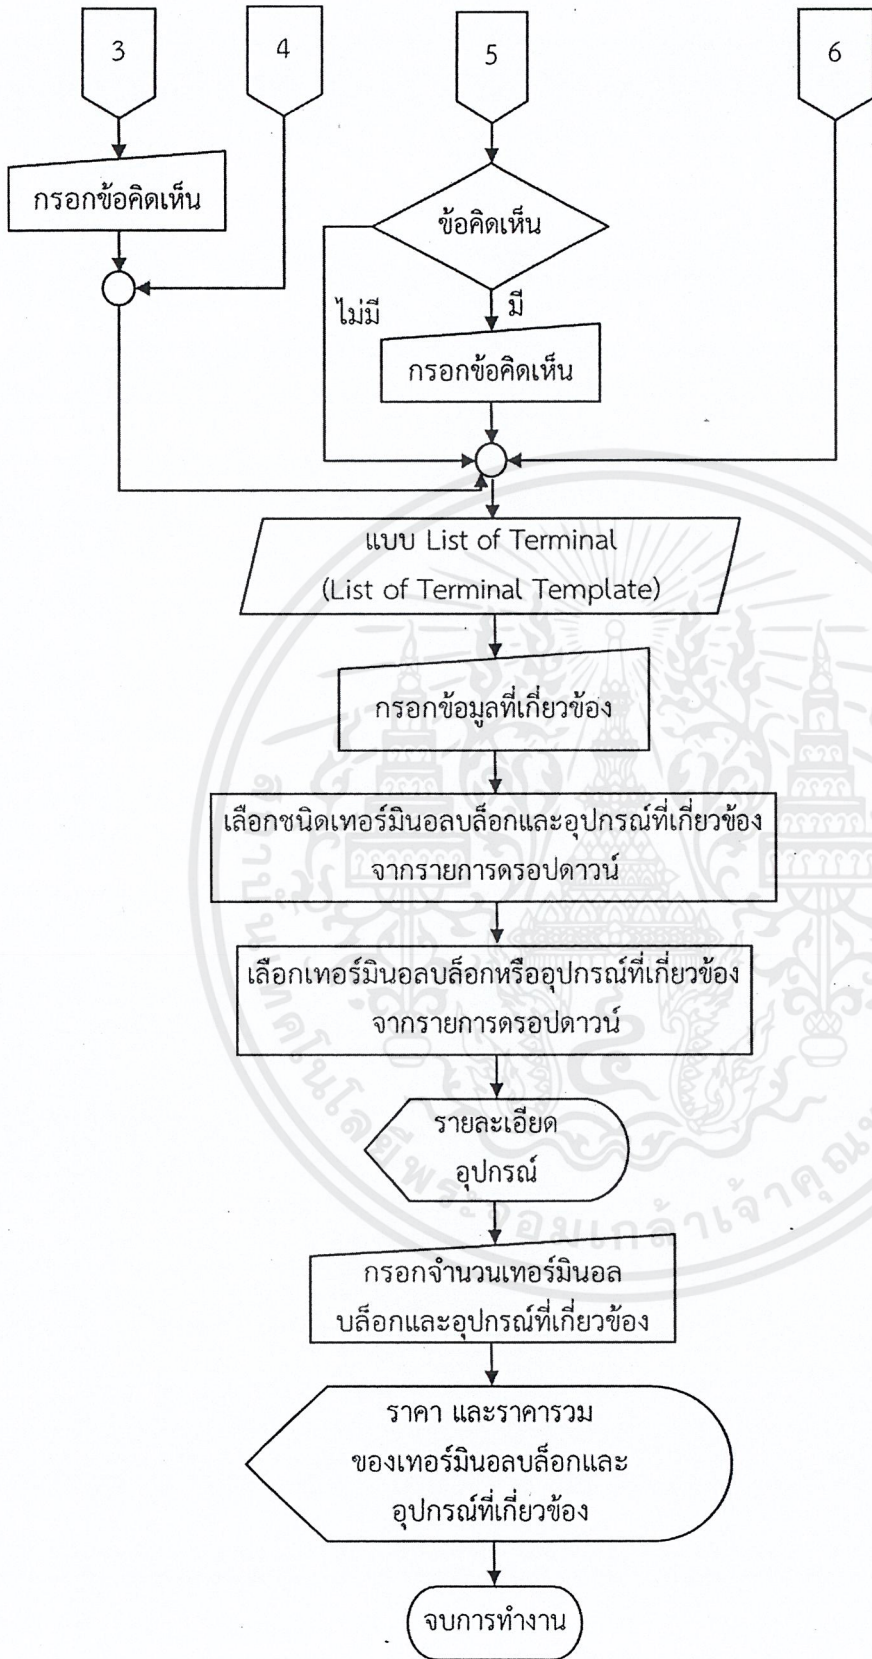 3
4
5
6
กรอกข้อคิดเห็น
ข้อคิดเห็น
ไม่มี
มี
กรอกข้อคิดเห็น
แบบ List of Terminal
(List of Terminal Template)
กรอกข้อมูลที่เกี่ยวข้อง
เลือกชนิดเทอร์มินอลบล็อกและอุปกรณ์ที่เกี่ยวข้อง
จากรายการดรอปดาวน์
เลือกเทอร์มินอลบล็อกหรืออุปกรณ์ที่เกี่ยวข้อง
จากรายการดรอปดาวน์
รายละเอียด
อุปกรณ์
กรอกจำนวนเทอร์มินอล
บล็อกและอุปกรณ์ที่เกี่ยวข้อง
ราคา และราคารวม
ของเทอร์มินอลบล็อกและ
อุปกรณ์ที่เกี่ยวข้อง
จบการทำงาน